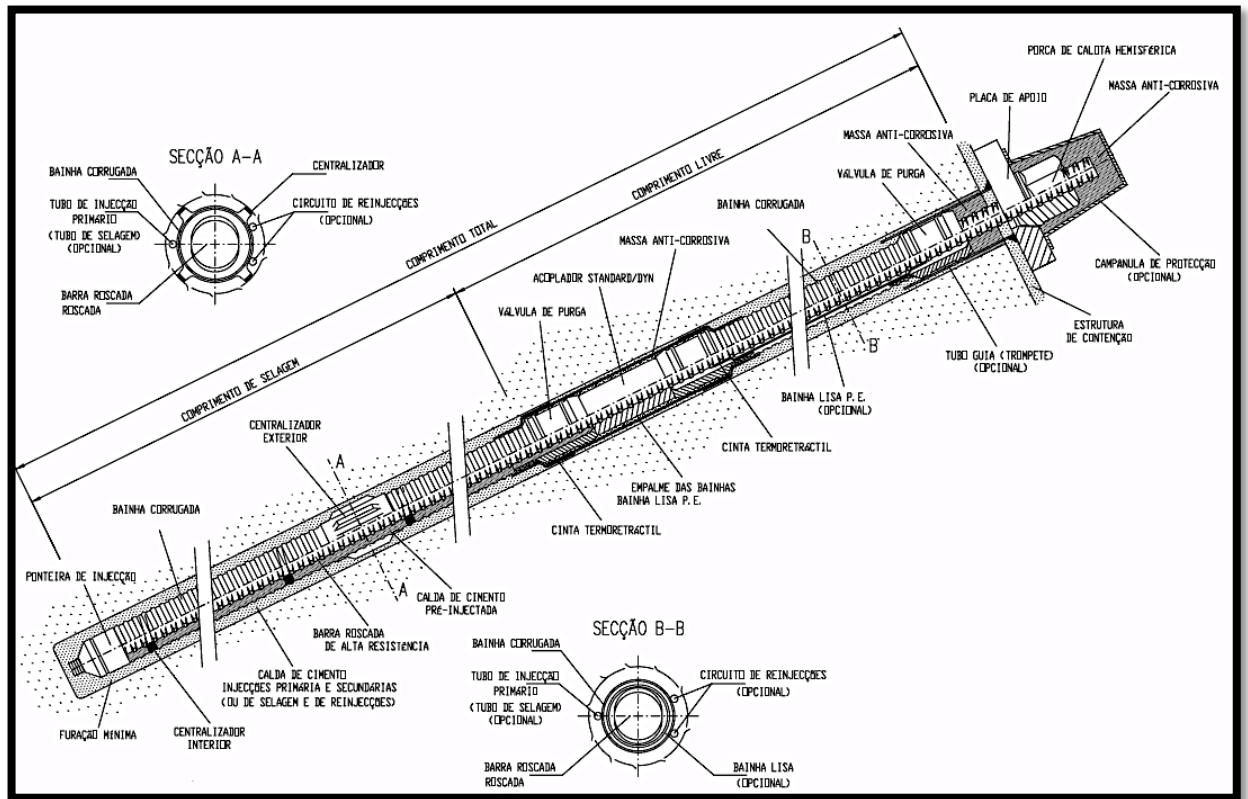 PORCA DE CALOTA HEMISFÉRICA
MASSA ANTI-CORROSIVA
PLACA DE APOIO
MASSA ANTI-CORROSIVA
VÁLVULA DE PURGA
COMPRIMENTO LIVRE
COMPRIMENTO TOTAL
SECÇÃO A-A
BAINHA CORRUGADA
CENTRALIZADOR
TUBO DE INJECÇÃO
PRIMÁRIO
(TUBO DE SELAGEM)
(OPCIONAL)
CIRCUITO DE REINJECÇÕES
(OPCIONAL)
BARRA ROSCADA
ROSCADA
BAINHA CORRUGADA
B
MASSA ANTI-CORROSIVA
ACOPLADOR STANDARD/DYN
VÁLVULA DE PURGA
CAMPANULA DE PROTECÇÃO
(OPCIONAL)
ESTRUTURA
DE CONTENÇÃO
B
TUBO GUIA (TROMPETE)
(OPCIONAL)
BAINHA LISA P.E.
(OPCIONAL)
COMPRIMENTO DE SELAGEM
CENTRALIZADOR
EXTERIOR
A
CINTA TERMORETRÁCTIL
EMPALME DAS BAINHAS
BAINHA LISA P.E.
CINTA TERMORETRÁCTIL
BAINHA CORRUGADA
PONTEIRA DE INJECÇÃO
A
CALDA DE CIMENTO
PRÉ-INJECTADA
BARRA ROSCADA
DE ALTA RESISTÊNCIA
CALDA DE CIMENTO
INJECÇÕES PRIMÁRIA E SECUNDÁRIAS
(OU DE SELAGEM E DE REINJECÇÕES)
FURAÇÃO MÍNIMA
CENTRALIZADOR
INTERIOR
SECÇÃO B-B
BAINHA CORRUGADA
TUBO DE INJECÇÃO
PRIMÁRIO
(TUBO DE SELAGEM)
(OPCIONAL)
CIRCUITO DE REINJECÇÕES
(OPCIONAL)
BARRA ROSCADA
ROSCADA
BAINHA LISA
(OPCIONAL)